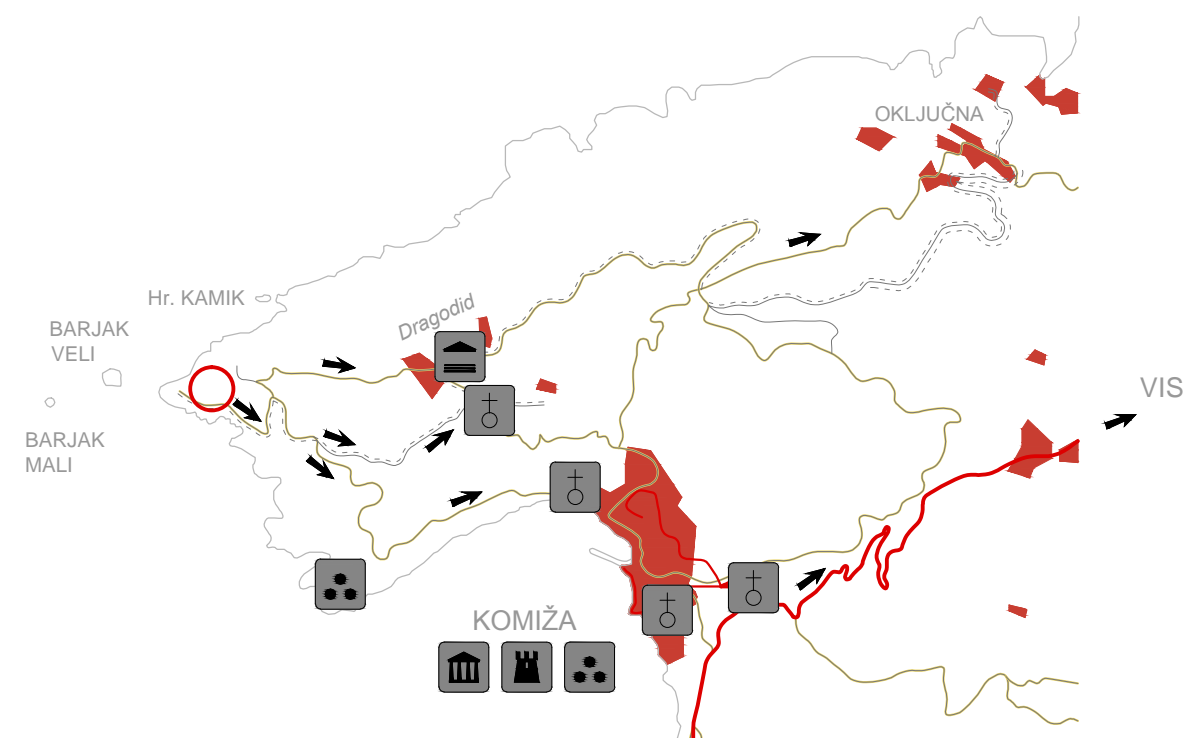 OKLJUČNA
Hr. KAMIK
Dragodid
BARJAK
VELI
VIS
BARJAK
MALI
KOMIŽA